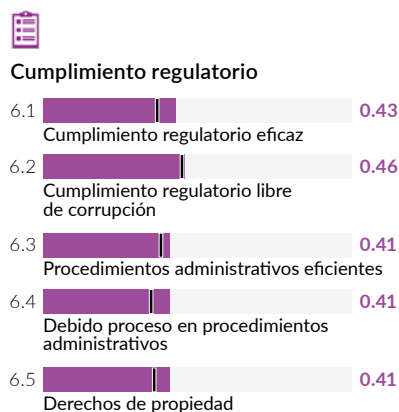 Cumplimiento regulatorio
6.1 0.43
Cumplimiento regulatorio eficaz
6.2 0.46
Cumplimiento regulatorio libre
de corrupción
6.3 0.41
Procedimientos administrativos eficientes
6.4 0.41
Debido proceso en procedimientos
administrativos
6.5 0.41
Derechos de propiedad